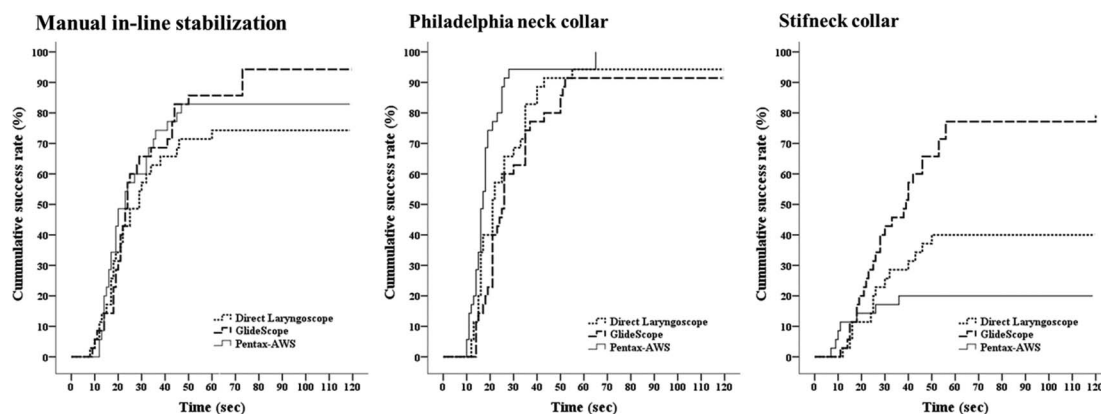 Manual in-line stabilization
Cummulative success rate (%)
100
90
80
70
60
50
40
30
20
10
0
Direct Laryngoscope
GlideScope
Pentax-AWS
0 10 20 30 40 50 60 70 80 90 100 110 120
Time (sec)
Philadelphia neck collar
Cummulative success rate (%)
100
90
80
70
60
50
40
30
20
10
0
Direct Laryngoscope
GlideScope
Pentax-AWS
0 10 20 30 40 50 60 70 80 90 100 110 120
Time (sec)
Stifneck collar
Cummulative success rate (%)
100
90
80
70
60
50
40
30
20
10
0
Direct Laryngoscope
GlideScope
Pentax-AWS
0 10 20 30 40 50 60 70 80 90 100 110 120
Time (sec)